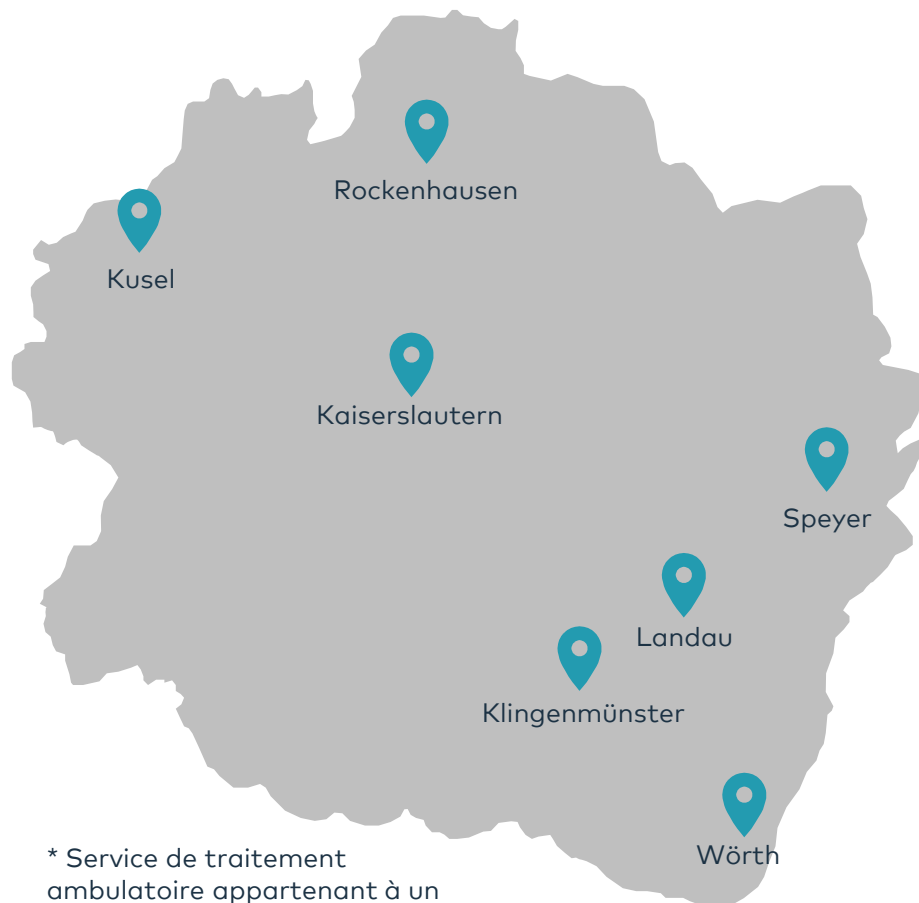 Rockenhausen
Kusel
Kaiserslautern
Speyer
Landau
Klingenmünster
Wörth
* Service de traitement
ambulatoire appartenant à un